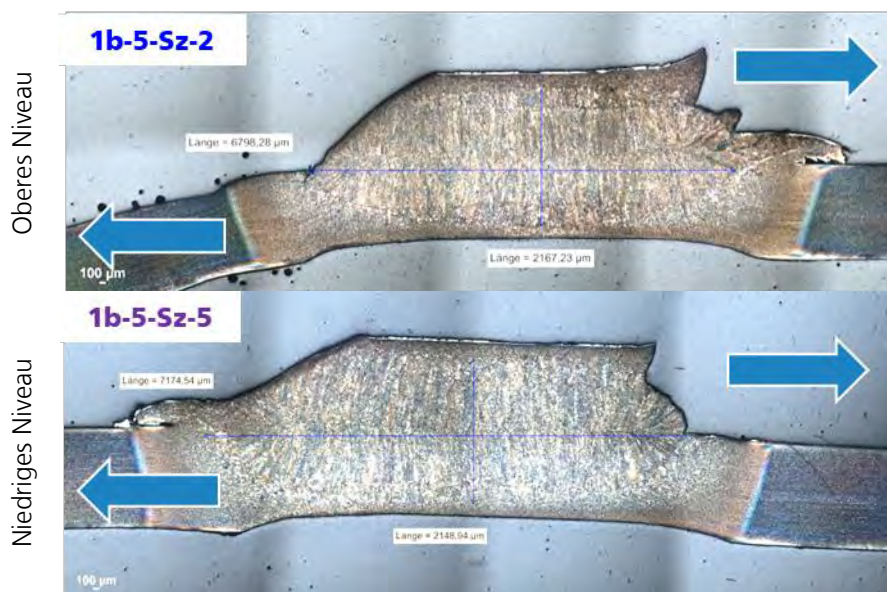 1b-5-Sz-2
Oberes Niveau
Länge = 6798,28 µm
Länge = 2167,23 µm
100 µm
1b-5-Sz-5
Niedriges Niveau
Länge = 7174,54 µm
Länge = 2148,94 µm
100 µm